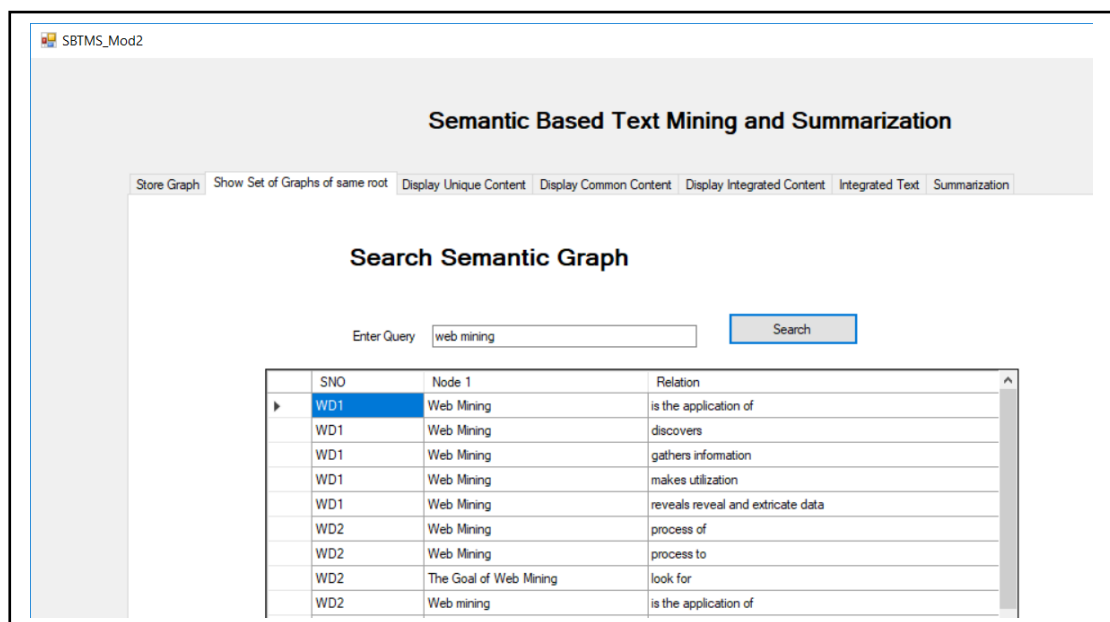 SBTMS_Mod2
Semantic Based Text Mining and Summarization
Store Graph Show Set of Graphs of same root Display Unique Content Display Common Content Display Integrated Content Integrated Text Summarization
Search Semantic Graph
Enter Query web mining Search
SNO Node 1 Relation
WD1 Web Mining is the application of
WD1 Web Mining discovers
WD1 Web Mining gathers information
WD1 Web Mining makes utilization
WD1 Web Mining reveals reveal and extricate data
WD2 Web Mining process of
WD2 Web Mining process to
WD2 The Goal of Web Mining look for
WD2 Web mining is the application of